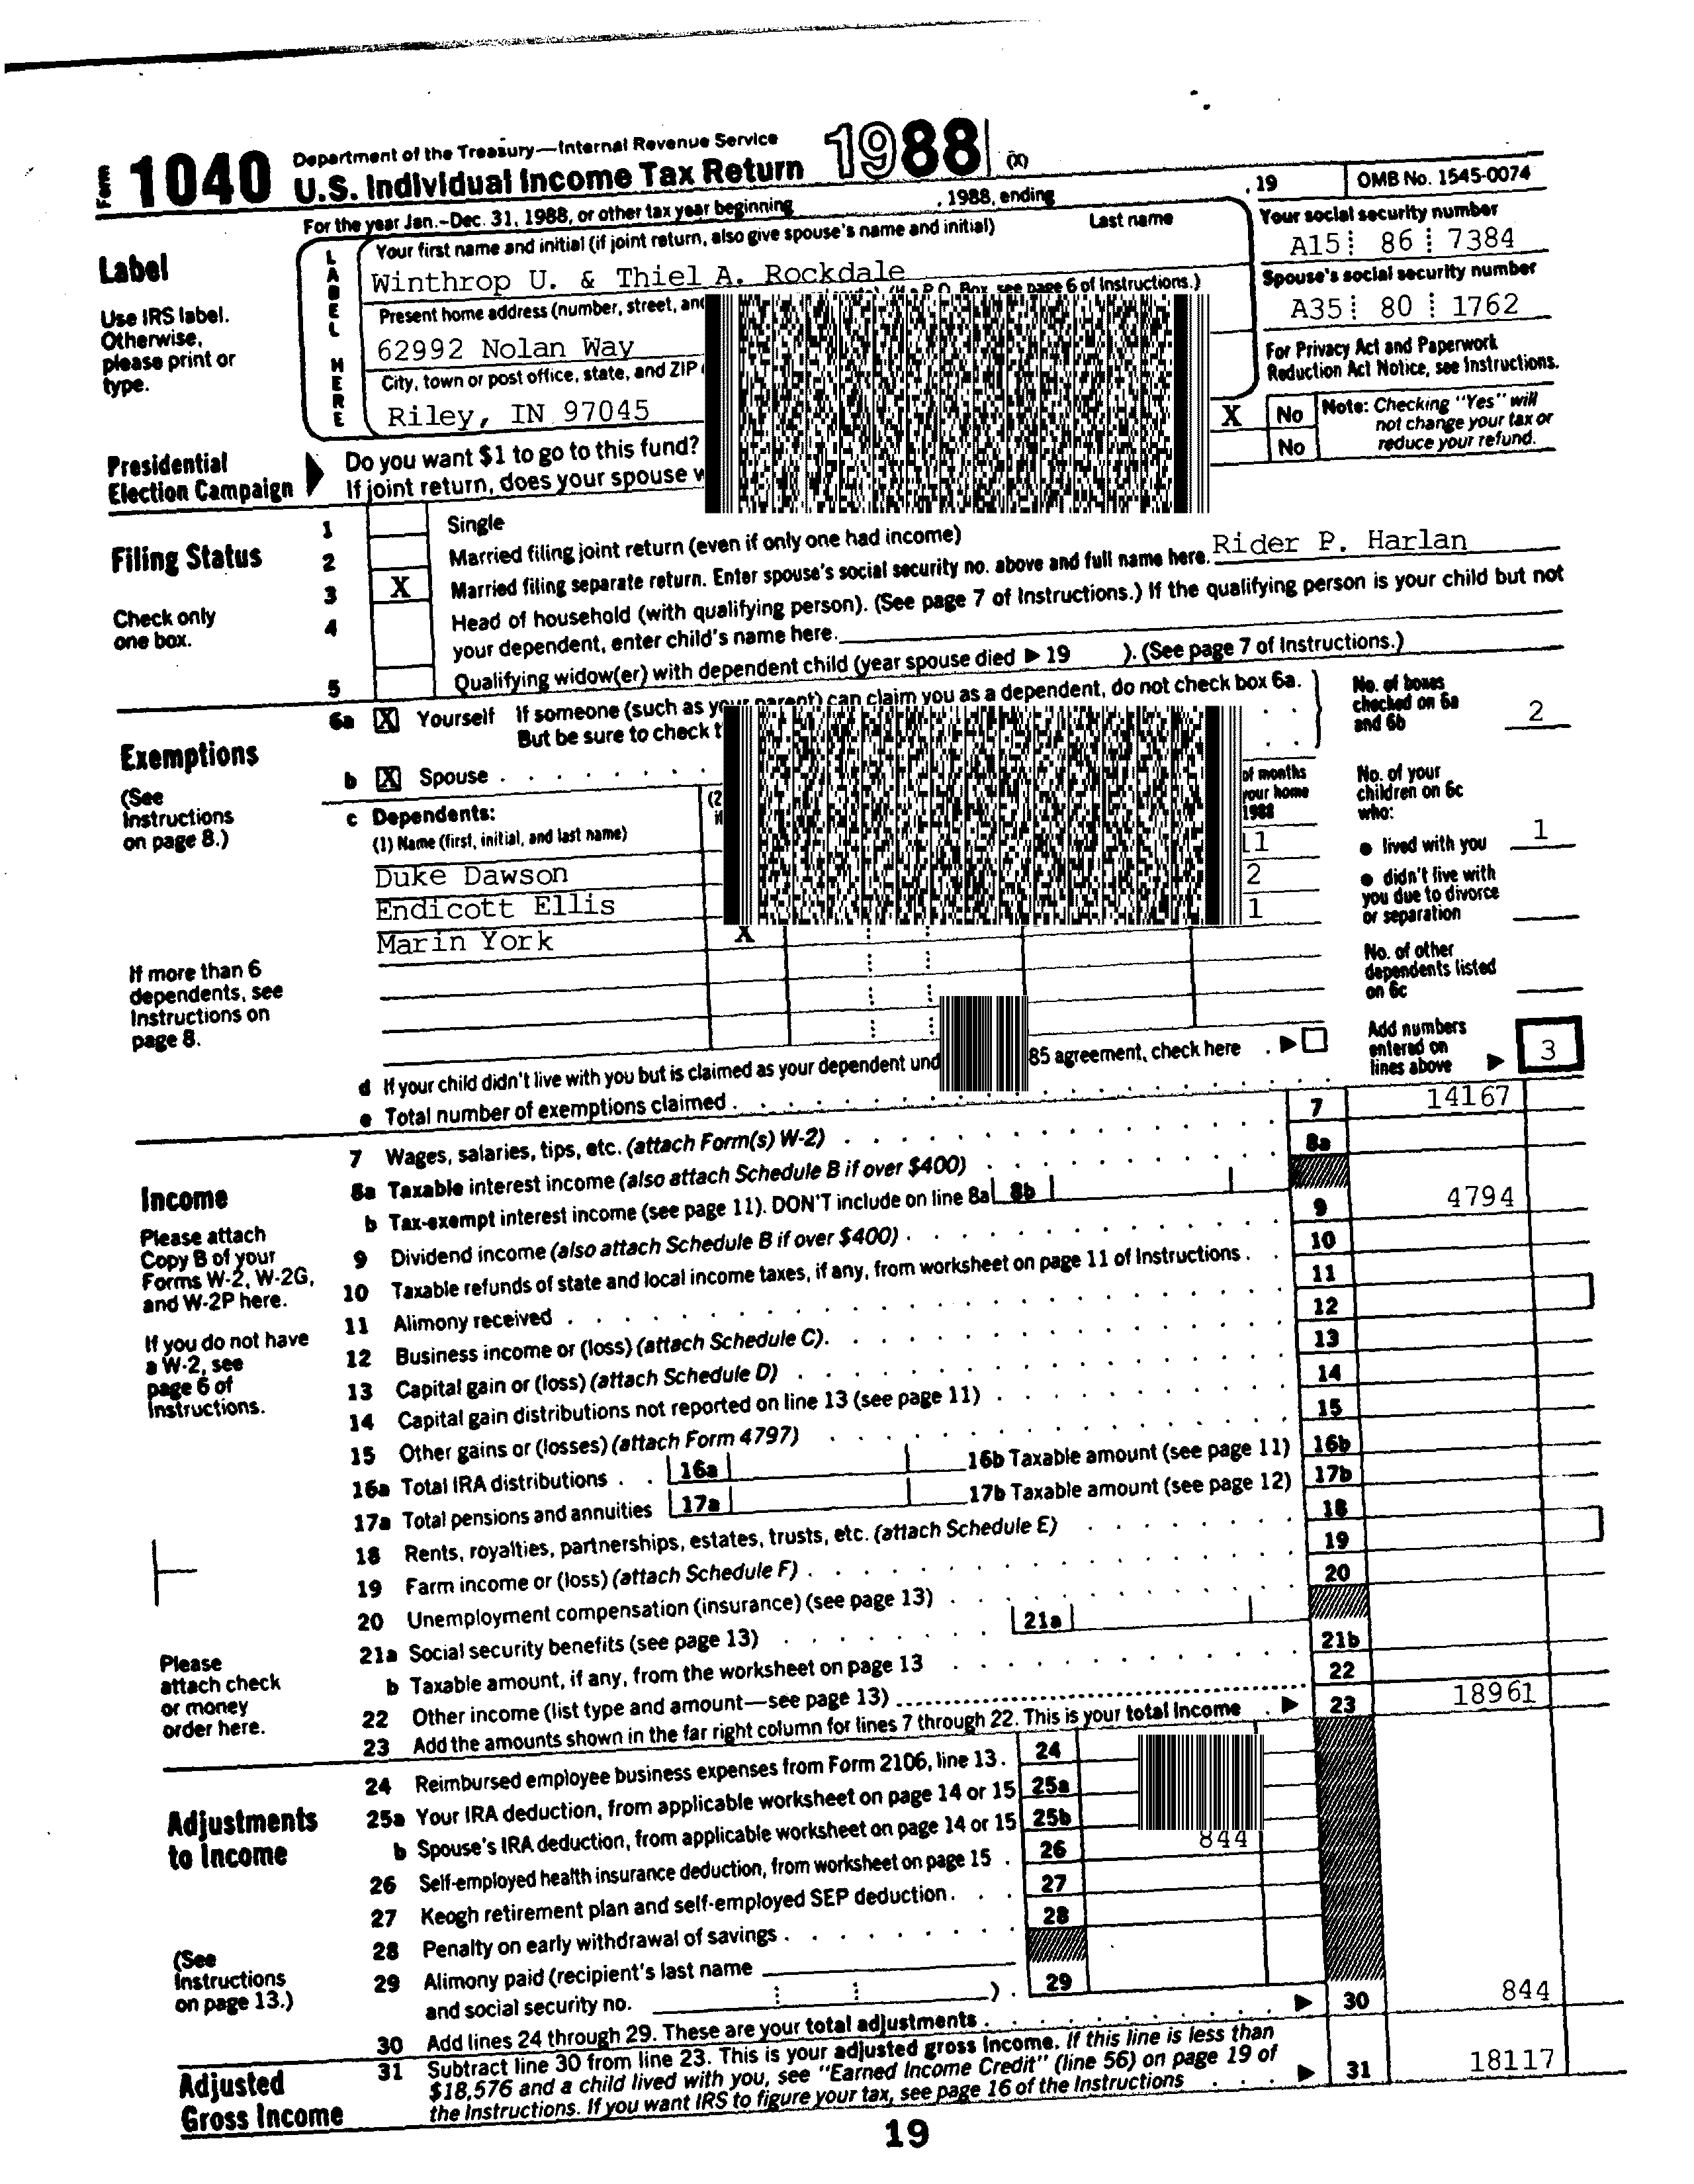 Form 1040 Department of the Treasury—Internal Revenue Service
U.S. Individual Income Tax Return 1988 (X)
For the year Jan.–Dec. 31, 1988, or other tax year beginning , 1988, ending , 19 OMB No. 1545-0074
Label
Use IRS label.
Otherwise,
please print or
type.
LABEL HERE
Your first name and initial (if joint return, also give spouse's name and initial) Last name
Winthrop U. & Thiel A. Rockdale
Present home address (number, street, and (If a P.O. Box, see page 6 of Instructions.)
62992 Nolan Way
City, town or post office, state, and ZIP
Riley, IN 97045
Your social security number
A15 86 7384
Spouse's social security number
A35 80 1762
For Privacy Act and Paperwork
Reduction Act Notice, see Instructions.
Presidential
Election Campaign
Do you want $1 to go to this fund? X No
If joint return, does your spouse No
Note: Checking "Yes" will
not change your tax or
reduce your refund.
Filing Status
Check only
one box.
1 Single
2 Married filing joint return (even if only one had income)
3 X Married filing separate return. Enter spouse's social security no. above and full name here. Rider P. Harlan
4 Head of household (with qualifying person). (See page 7 of Instructions.) If the qualifying person is your child but not
your dependent, enter child's name here.
5 Qualifying widow(er) with dependent child (year spouse died ▶ 19 ). (See page 7 of Instructions.)
Exemptions
(See
Instructions
on page 8.)
6a X Yourself If someone (such as your parent) can claim you as a dependent, do not check box 6a.
But be sure to check
b X Spouse
c Dependents:
(1) Name (first, initial, and last name)
of months
your home
1988
Duke Dawson 11
Endicott Ellis 2
Marin York X 1
If more than 6
dependents, see
Instructions on
page 8.
No. of boxes
checked on 6a
and 6b 2
No. of your
children on 6c
who:
● lived with you 1
● didn't live with
you due to divorce
or separation
No. of other
dependents listed
on 6c
Add numbers
entered on
lines above ▶ 3
d If your child didn't live with you but is claimed as your dependent und 85 agreement, check here . ▶
e Total number of exemptions claimed
Income
Please attach
Copy B of your
Forms W-2, W-2G,
and W-2P here.
If you do not have
a W-2, see
page 6 of
Instructions.
Please
attach check
or money
order here.
7 Wages, salaries, tips, etc. (attach Form(s) W-2) 7 14167
8a Taxable interest income (also attach Schedule B if over $400) 8a
b Tax-exempt interest income (see page 11). DON'T include on line 8a 8b
9 Dividend income (also attach Schedule B if over $400) 9 4794
10 Taxable refunds of state and local income taxes, if any, from worksheet on page 11 of Instructions 10
11 Alimony received 11
12 Business income or (loss) (attach Schedule C) 12
13 Capital gain or (loss) (attach Schedule D) 13
14 Capital gain distributions not reported on line 13 (see page 11) 14
15 Other gains or (losses) (attach Form 4797) 15
16a Total IRA distributions 16a 16b Taxable amount (see page 11) 16b
17a Total pensions and annuities 17a 17b Taxable amount (see page 12) 17b
18 Rents, royalties, partnerships, estates, trusts, etc. (attach Schedule E) 18
19 Farm income or (loss) (attach Schedule F) 19
20 Unemployment compensation (insurance) (see page 13) 20
21a Social security benefits (see page 13) 21a
b Taxable amount, if any, from the worksheet on page 13 21b
22 Other income (list type and amount—see page 13) 22
23 Add the amounts shown in the far right column for lines 7 through 22. This is your total income ▶ 23 18961
Adjustments
to Income
(See
Instructions
on page 13.)
24 Reimbursed employee business expenses from Form 2106, line 13. 24
25a Your IRA deduction, from applicable worksheet on page 14 or 15 25a
b Spouse's IRA deduction, from applicable worksheet on page 14 or 15 25b
26 Self-employed health insurance deduction, from worksheet on page 15 26 844
27 Keogh retirement plan and self-employed SEP deduction 27
28 Penalty on early withdrawal of savings 28
29 Alimony paid (recipient's last name
and social security no. ) 29
30 Add lines 24 through 29. These are your total adjustments ▶ 30 844
Adjusted
Gross Income
31 Subtract line 30 from line 23. This is your adjusted gross income. If this line is less than
$18,576 and a child lived with you, see "Earned Income Credit" (line 56) on page 19 of
the Instructions. If you want IRS to figure your tax, see page 16 of the Instructions ▶ 31 18117
19